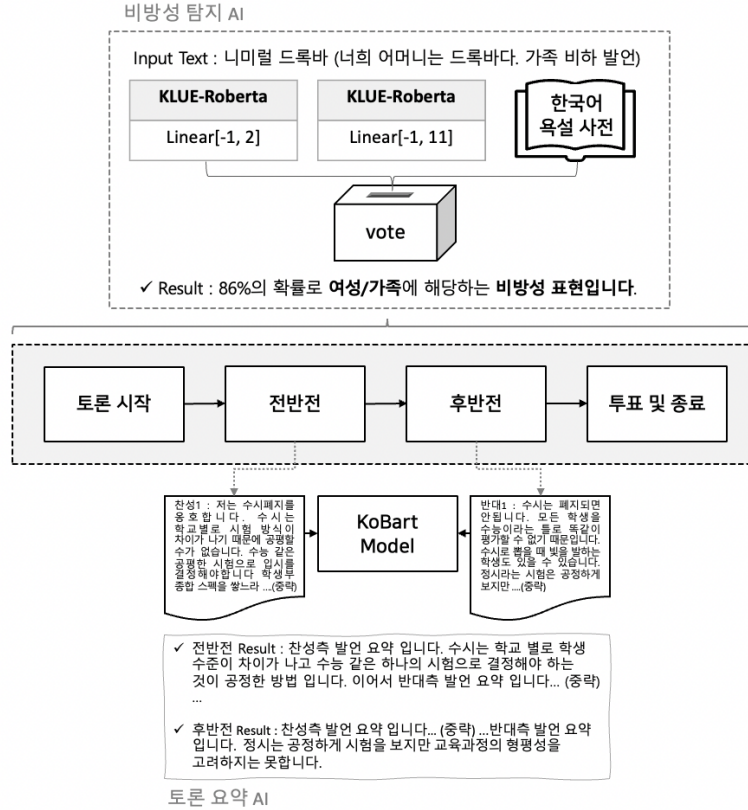 비방성 탐지 AI
Input Text : 니미럴 드록바 (너희 어머니는 드록바다. 가족 비하 발언)
KLUE-Roberta
Linear[-1, 2]
KLUE-Roberta
Linear[-1, 11]
한국어
욕설 사전
vote
✓ Result : 86%의 확률로 여성/가족에 해당하는 비방성 표현입니다.
토론 시작
전반전
후반전
투표 및 종료
찬성1 : 저는 수시폐지를
옹호합니다. 수시는
학교별로 시험 방식이
차이가 나기 때문에 공평할
수가 없습니다. 수능 같은
공평한 시험으로 입시를
결정해야합니다 학생부
종합 스펙을 쌓느라 ...(중략)
KoBart
Model
반대1 : 수시는 폐지되면
안됩니다. 모든 학생을
수능이라는 틀로 똑같이
평가할 수 없기 때문입니다.
수시로 뽑을 때 빛을 발하는
학생도 있을 수 있습니다.
정시라는 시험은 공정하게
보지만 ....(중략)
✓ 전반전 Result : 찬성측 발언 요약 입니다. 수시는 학교 별로 학생
수준이 차이가 나고 수능 같은 하나의 시험으로 결정해야 하는
것이 공정한 방법 입니다. 이어서 반대측 발언 요약 입니다... (중략)
...
✓ 후반전 Result : 찬성측 발언 요약 입니다... (중략) ...반대측 발언 요약
입니다. 정시는 공정하게 시험을 보지만 교육과정의 형평성을
고려하지는 못합니다.
토론 요약 AI